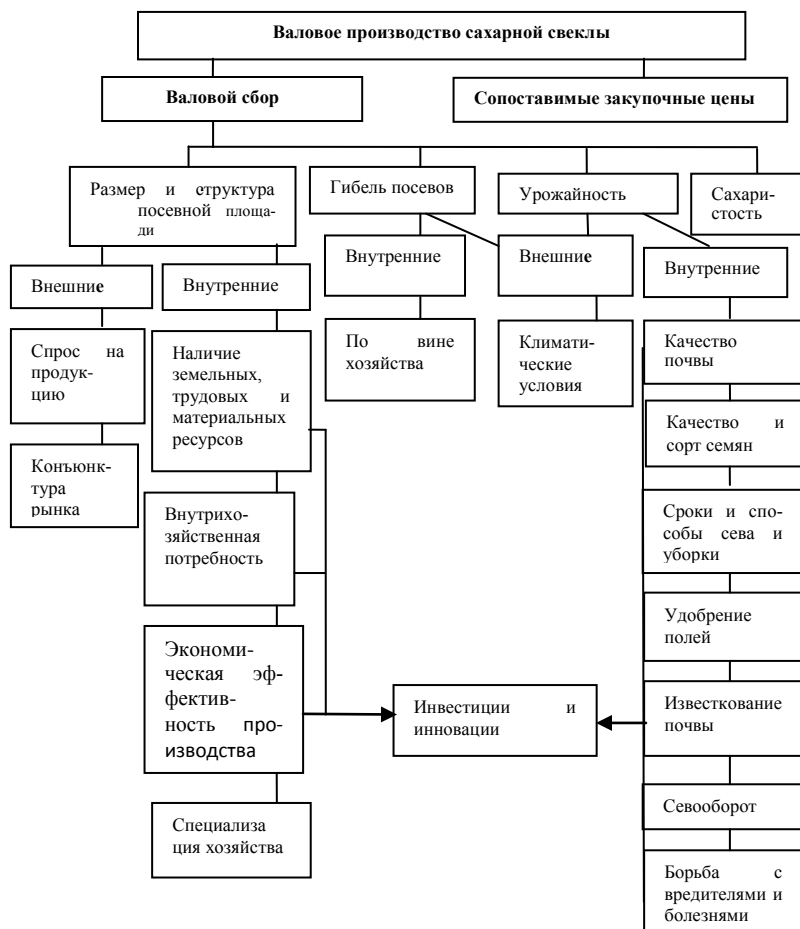 Валовое производство сахарной свеклы
Валовой сбор
Сопоставимые закупочные цены
Размер и структура
посевной площа-
ди
Гибель посевов
Урожайность
Сахари-
стость
Внешние
Внутренние
Внутренние
Внешние
Внутренние
Спрос на
продук-
цию
Наличие
земельных,
трудовых и
материальных
ресурсов
По вине
хозяйства
Климати-
ческие
условия
Качество
почвы
Качество и
сорт семян
Конъюнк-
тура
рынка
Внутрихо-
зяйственная
потребность
Сроки и спо-
собы сева и
уборки
Удобрение
полей
Экономи-
ческая эф-
фектив-
ность про-
изводства
Инвестиции и
инновации
Известкование
почвы
Севооборот
Специализа
ция хозяйства
Борьба с
вредителями и
болезнями